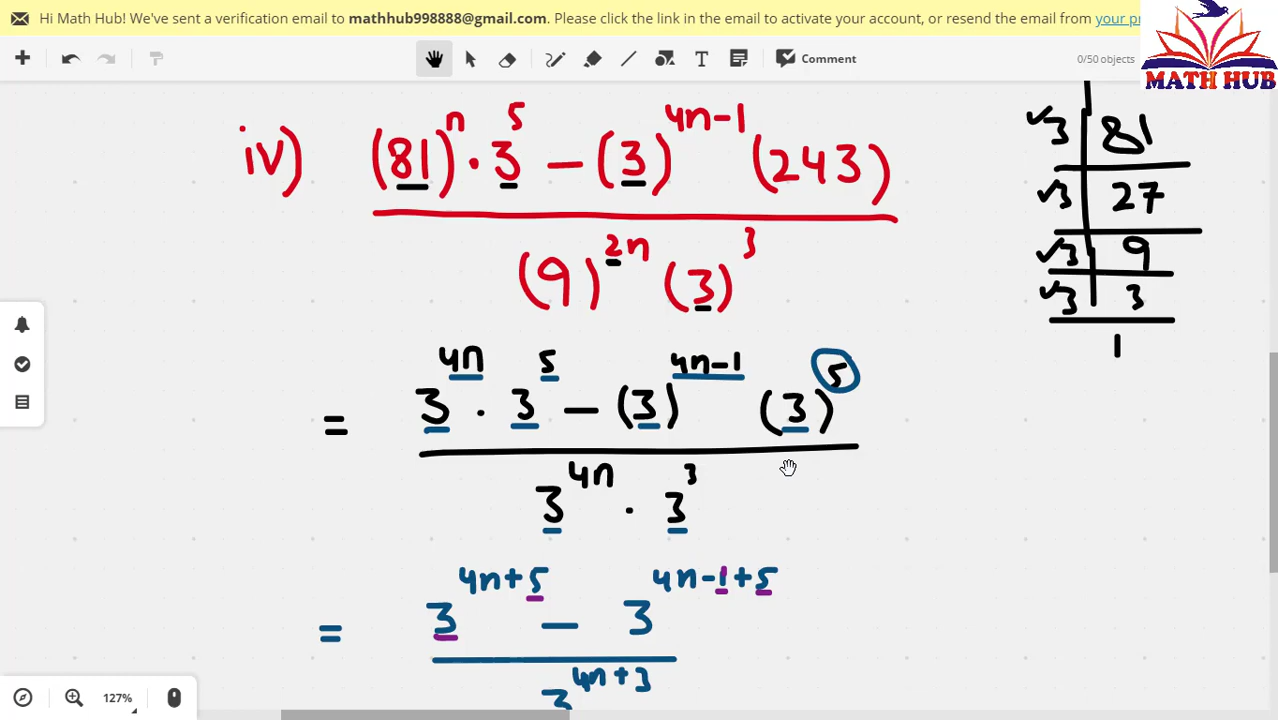 Hi Math Hub! We've sent a verification email to mathhub998888@gmail.com. Please click the link in the email to activate your account, or resend the email from your pr
MATH HUB
T Comment 0/50 objects
iv) (81)^n · 3^5 − (3)^{4n−1} (243)
(9)^{2n} (3)^3
= 3^{4n} · 3^5 − (3)^{4n−1} (3)^5
3^{4n} · 3^3
= 3^{4n+5} − 3^{4n−1+5}
3^{4n+3}
√3 81
√3 27
√3 9
√3 3
1
127%